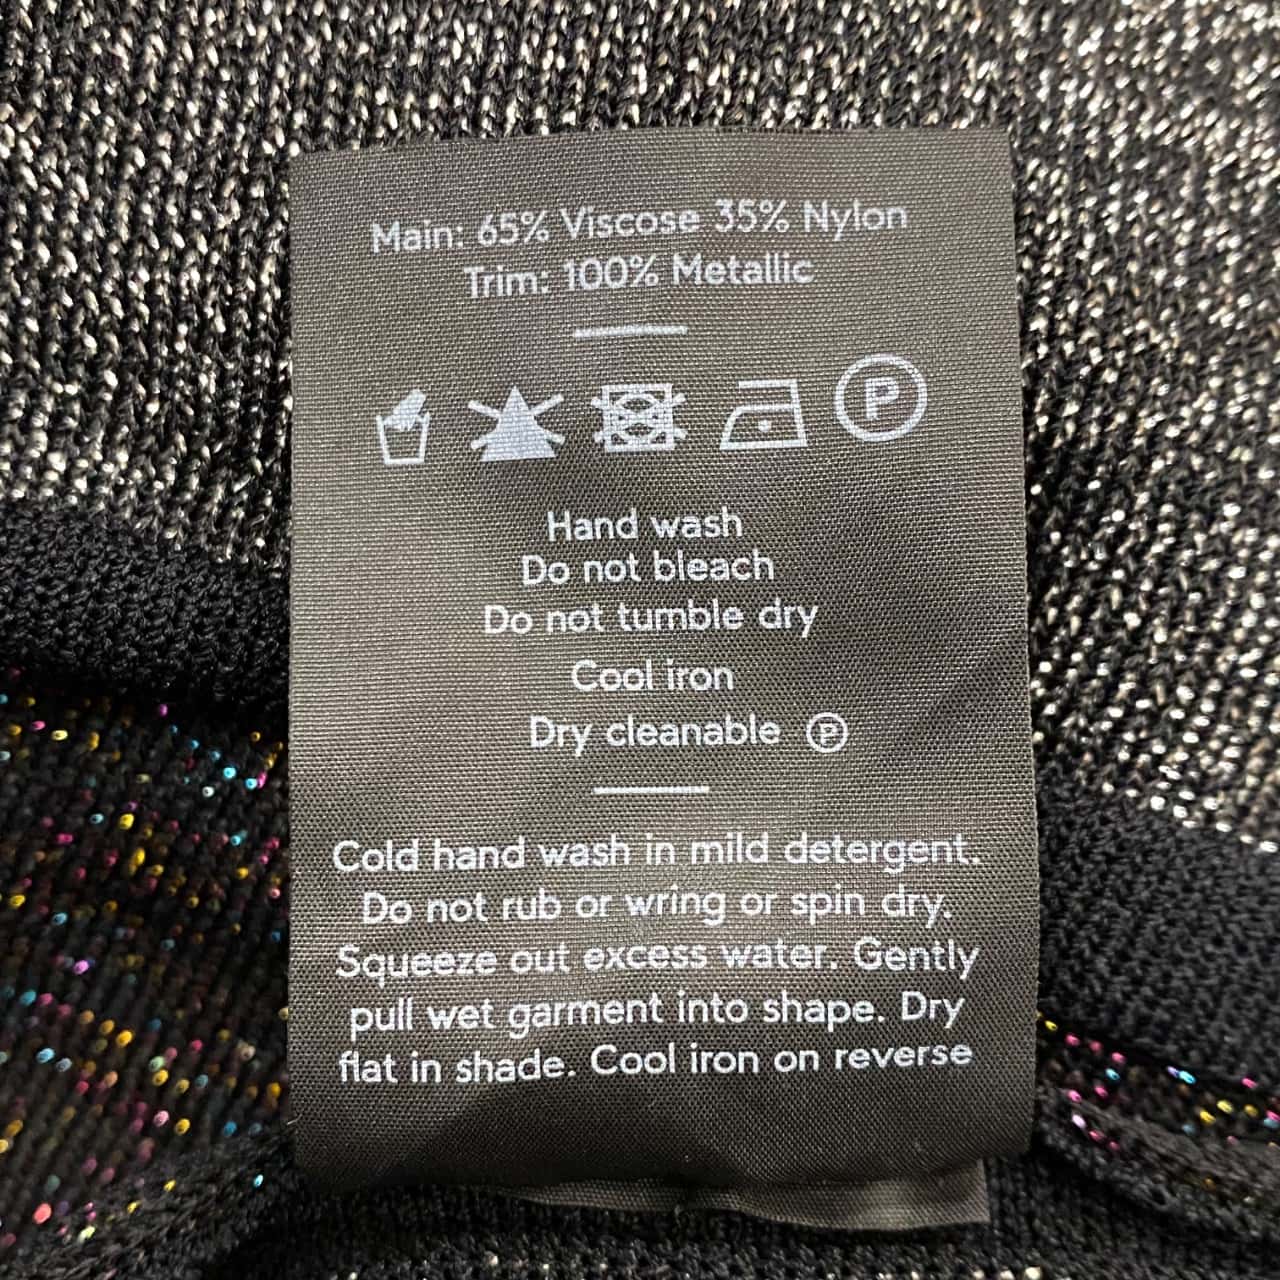 Main: 65% Viscose 35% Nylon
Trim: 100% Metallic
P
Hand wash
Do not bleach
Do not tumble dry
Cool iron
Dry cleanable Ⓟ
Cold hand wash in mild detergent.
Do not rub or wring or spin dry.
Squeeze out excess water. Gently
pull wet garment into shape. Dry
flat in shade. Cool iron on reverse